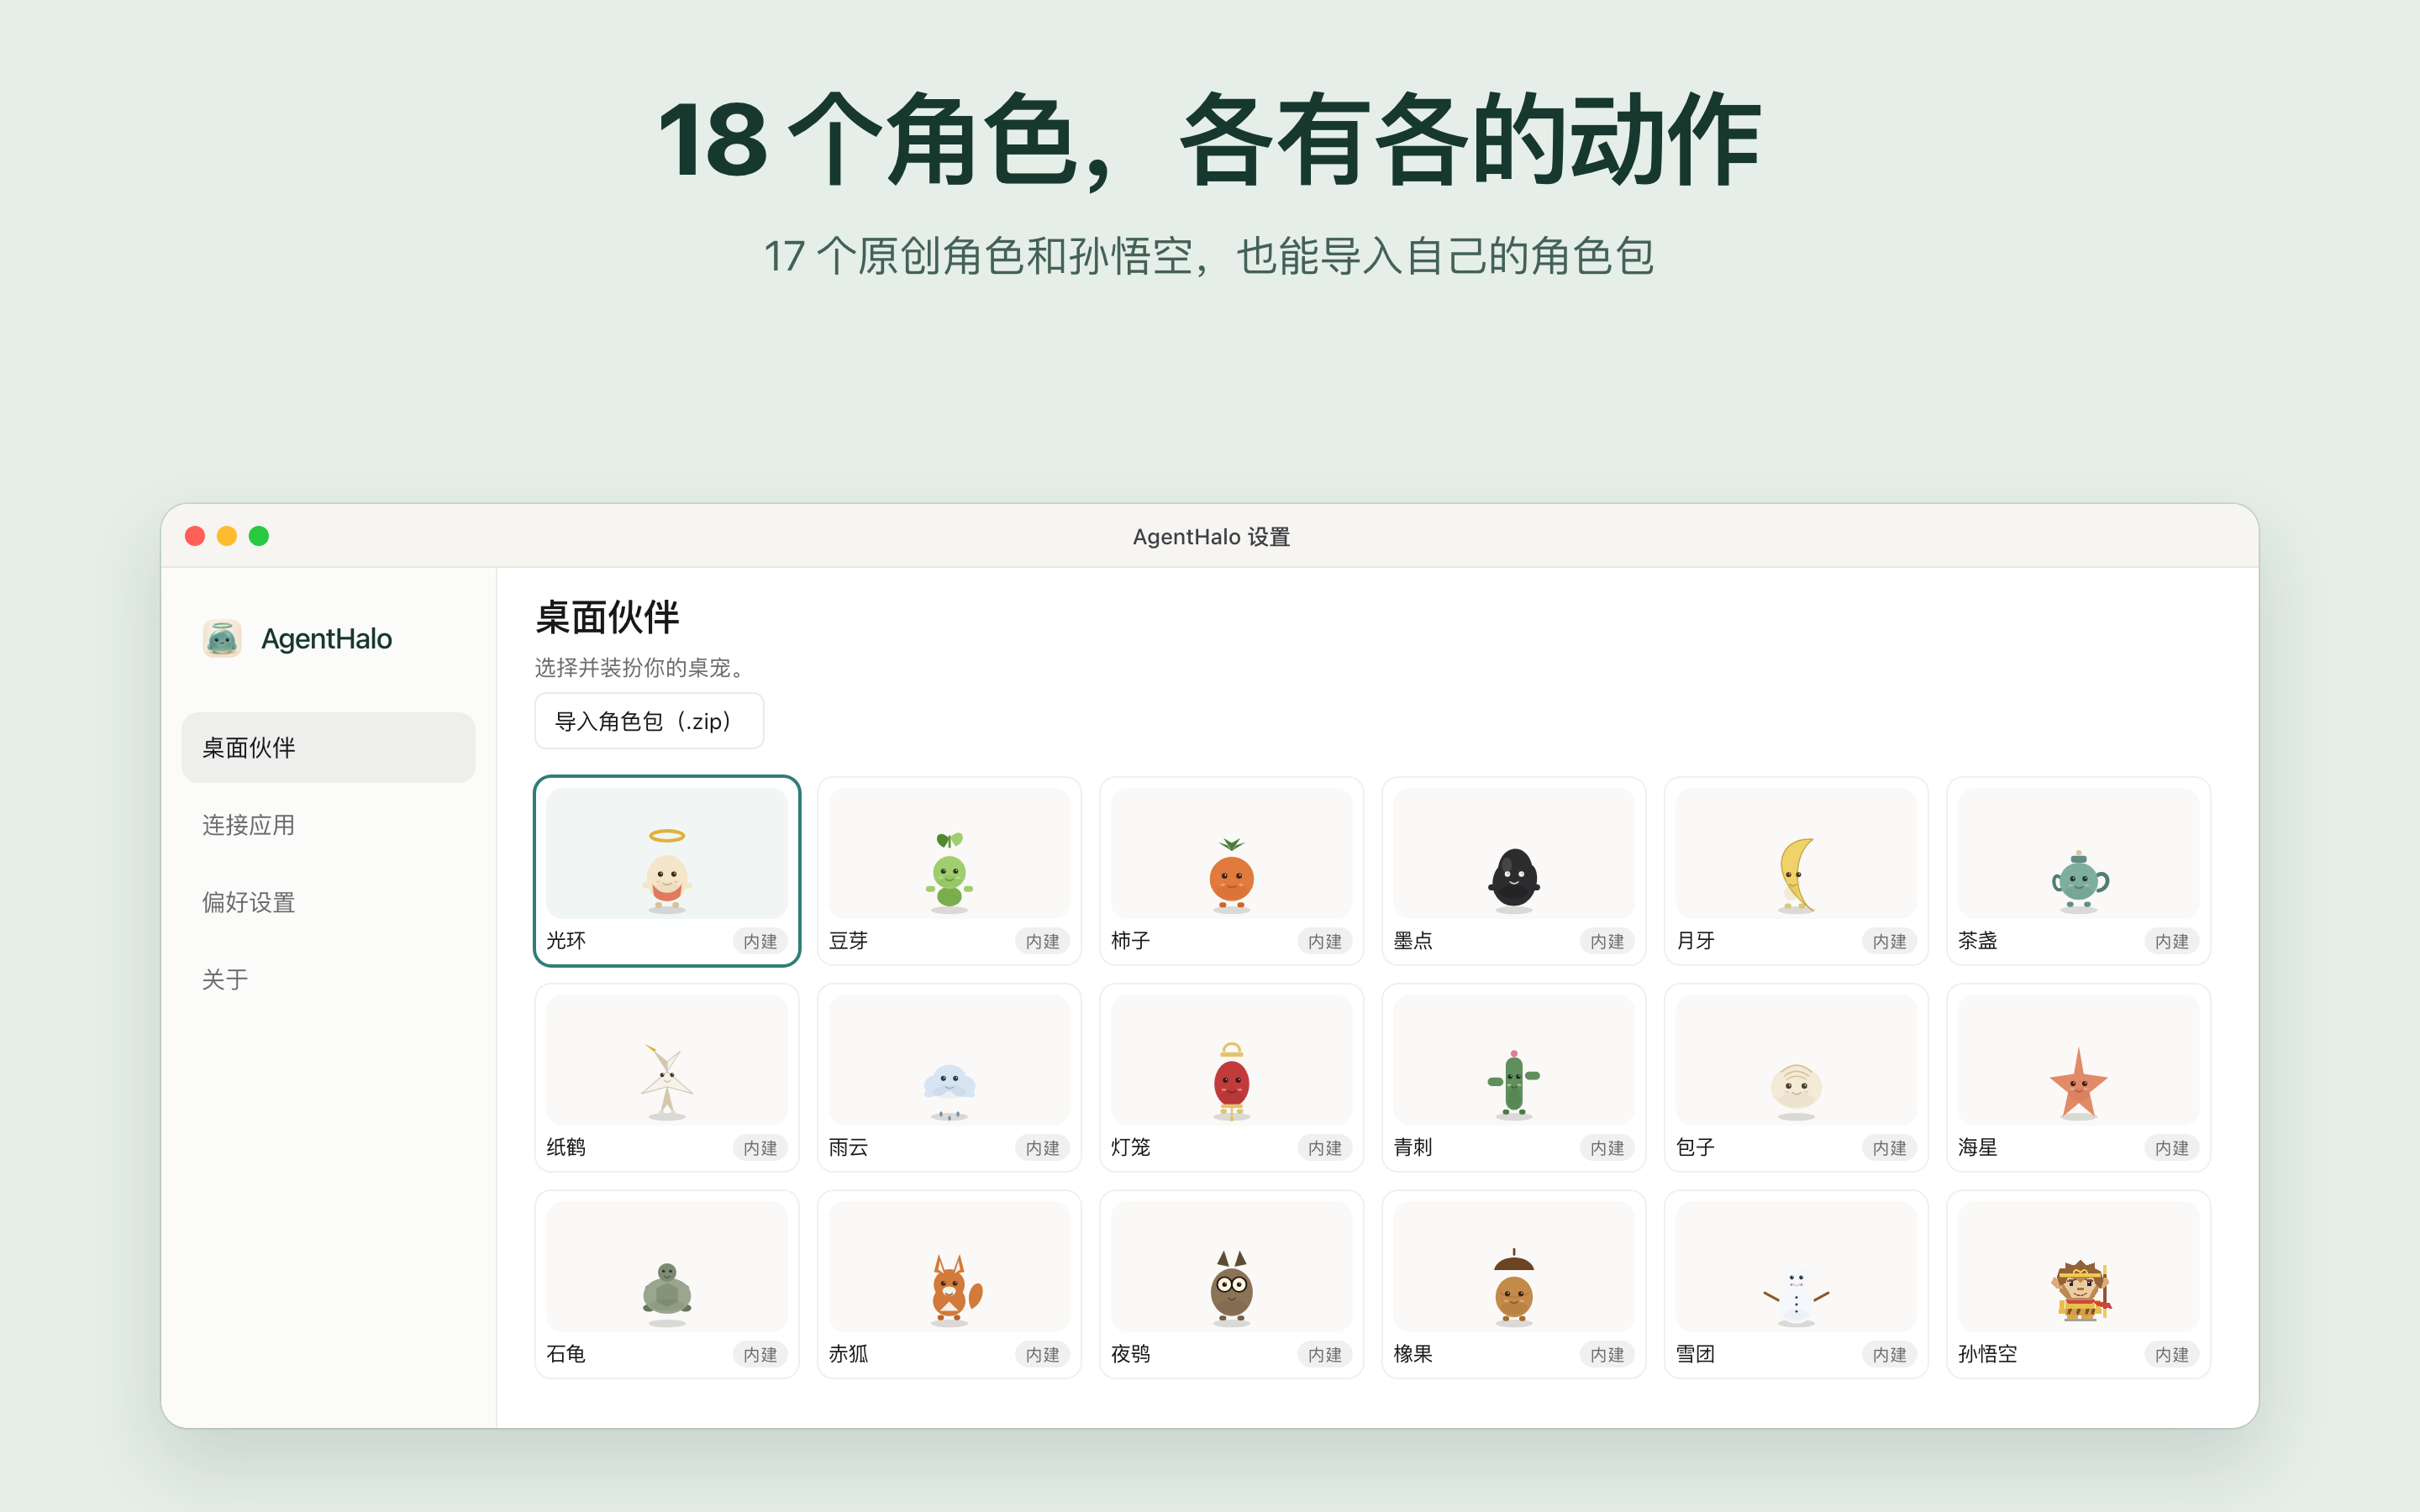 18 个角色，各有各的动作
17 个原创角色和孙悟空，也能导入自己的角色包
AgentHalo 设置
AgentHalo
桌面伙伴
连接应用
偏好设置
关于
桌面伙伴
选择并装扮你的桌宠。
导入角色包（.zip）
光环 内建
豆芽 内建
柿子 内建
墨点 内建
月牙 内建
茶盏 内建
纸鹤 内建
雨云 内建
灯笼 内建
青刺 内建
包子 内建
海星 内建
石龟 内建
赤狐 内建
夜鸮 内建
橡果 内建
雪团 内建
孙悟空 内建